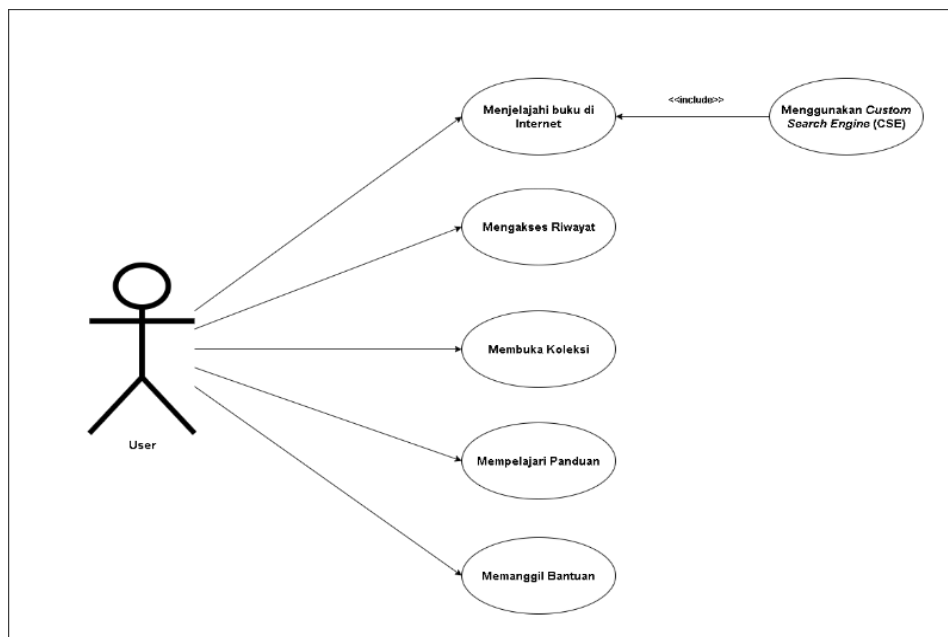 Menjelajahi buku di
Internet
<<include>>
Menggunakan Custom
Search Engine (CSE)
Mengakses Riwayat
Membuka Koleksi
User
Mempelajari Panduan
Memanggil Bantuan